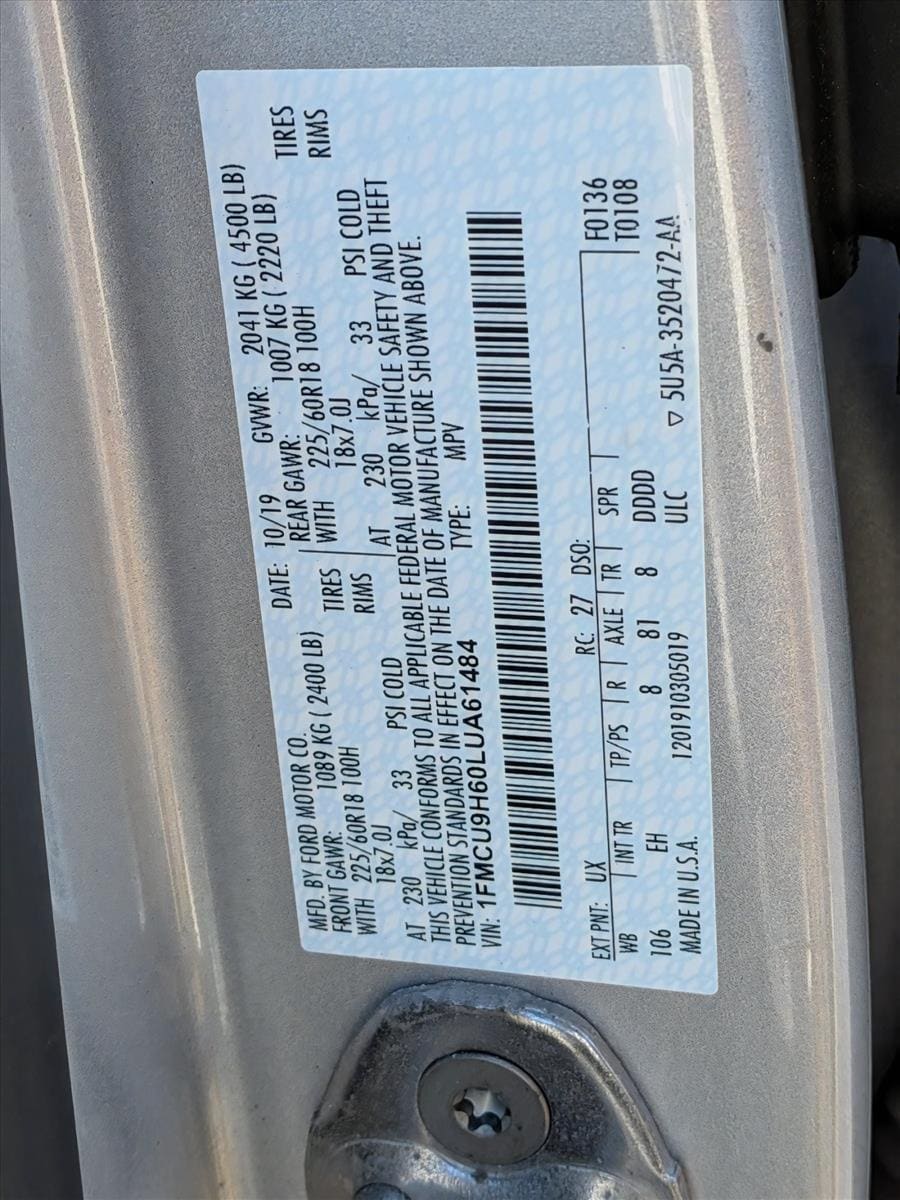 MFD. BY FORD MOTOR CO. DATE: 10/19 GVWR: 2041 KG ( 4500 LB)
FRONT GAWR: 1089 KG ( 2400 LB) REAR GAWR: 1007 KG ( 2220 LB)
WITH 225/60R18 100H TIRES WITH 225/60R18 100H TIRES
18x7.0J RIMS 18x7.0J RIMS
AT 230 kPa/ 33 PSI COLD AT 230 kPa/ 33 PSI COLD
THIS VEHICLE CONFORMS TO ALL APPLICABLE FEDERAL MOTOR VEHICLE SAFETY AND THEFT
PREVENTION STANDARDS IN EFFECT ON THE DATE OF MANUFACTURE SHOWN ABOVE.
VIN: 1FMCU9H60LUA61484 TYPE: MPV
EXT PNT: UX RC: 27 DSO: F0136
WB INT TR TP/PS R AXLE TR SPR T0108
106 EH 8 81 8 DDDD
MADE IN U.S.A. 1201910305019 ULC ▽ 5U5A-3520472-AA